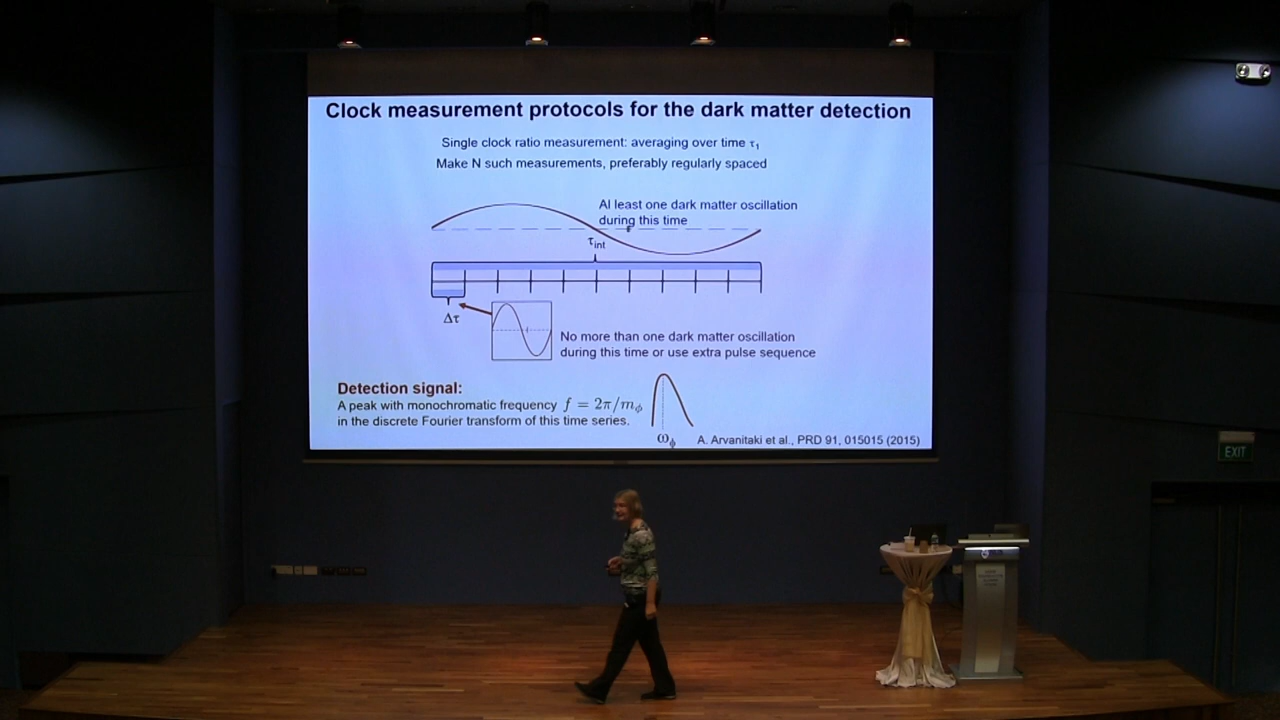 Clock measurement protocols for the dark matter detection
Single clock ratio measurement: averaging over time τ₁
Make N such measurements, preferably regularly spaced
At least one dark matter oscillation
during this time
τint
Δτ
No more than one dark matter oscillation
during this time or use extra pulse sequence
Detection signal:
A peak with monochromatic frequency f = 2π/mϕ
in the discrete Fourier transform of this time series.
ωϕ
A. Arvanitaki et al., PRD 91, 015015 (2015)
EXIT